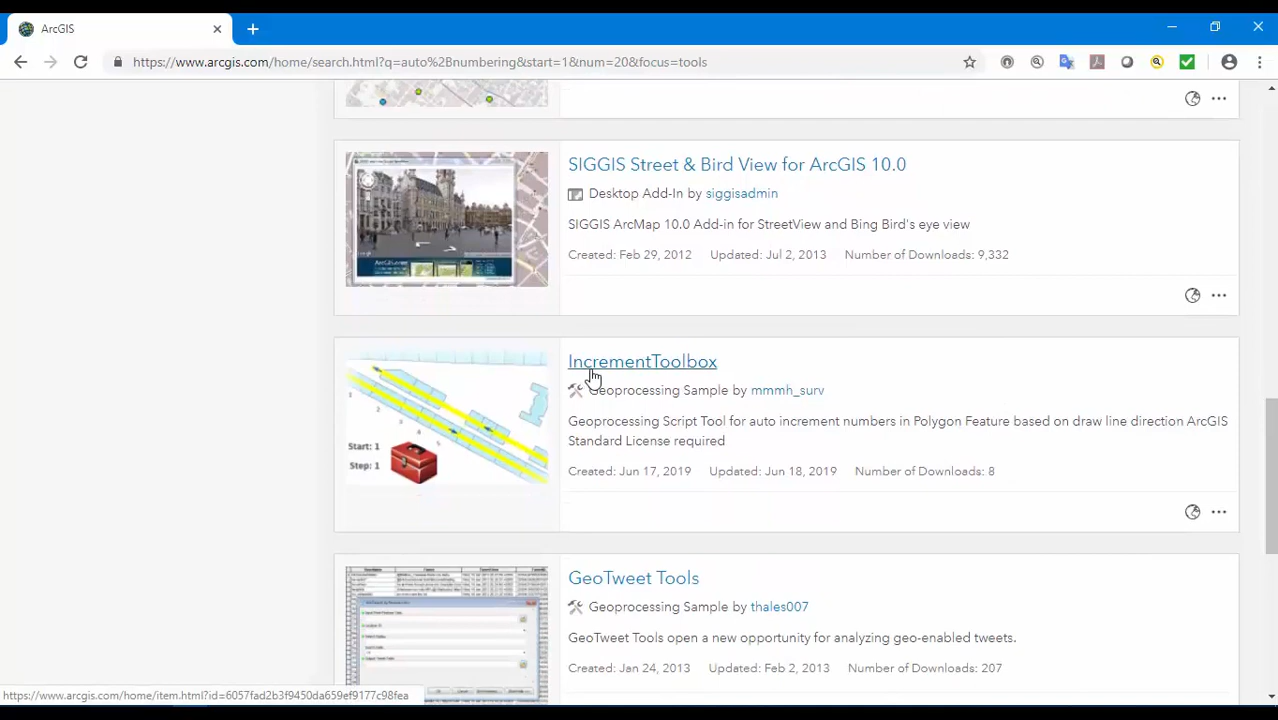 ArcGIS
https://www.arcgis.com/home/search.html?q=auto%2Bnumbering&start=1&num=20&focus=tools
SIGGIS Street & Bird View for ArcGIS 10.0
Desktop Add-In by siggisadmin
SIGGIS ArcMap 10.0 Add-in for StreetView and Bing Bird's eye view
Created: Feb 29, 2012 Updated: Jul 2, 2013 Number of Downloads: 9,332
IncrementToolbox
Geoprocessing Sample by mmmh_surv
Geoprocessing Script Tool for auto increment numbers in Polygon Feature based on draw line direction ArcGIS
Standard License required
Created: Jun 17, 2019 Updated: Jun 18, 2019 Number of Downloads: 8
1
2
3
4
5
Start: 1
Step: 1
GeoTweet Tools
Geoprocessing Sample by thales007
GeoTweet Tools open a new opportunity for analyzing geo-enabled tweets.
Created: Jan 24, 2013 Updated: Feb 2, 2013 Number of Downloads: 207
https://www.arcgis.com/home/item.html?id=6057fad2b3f9450da659ef9177c98fea